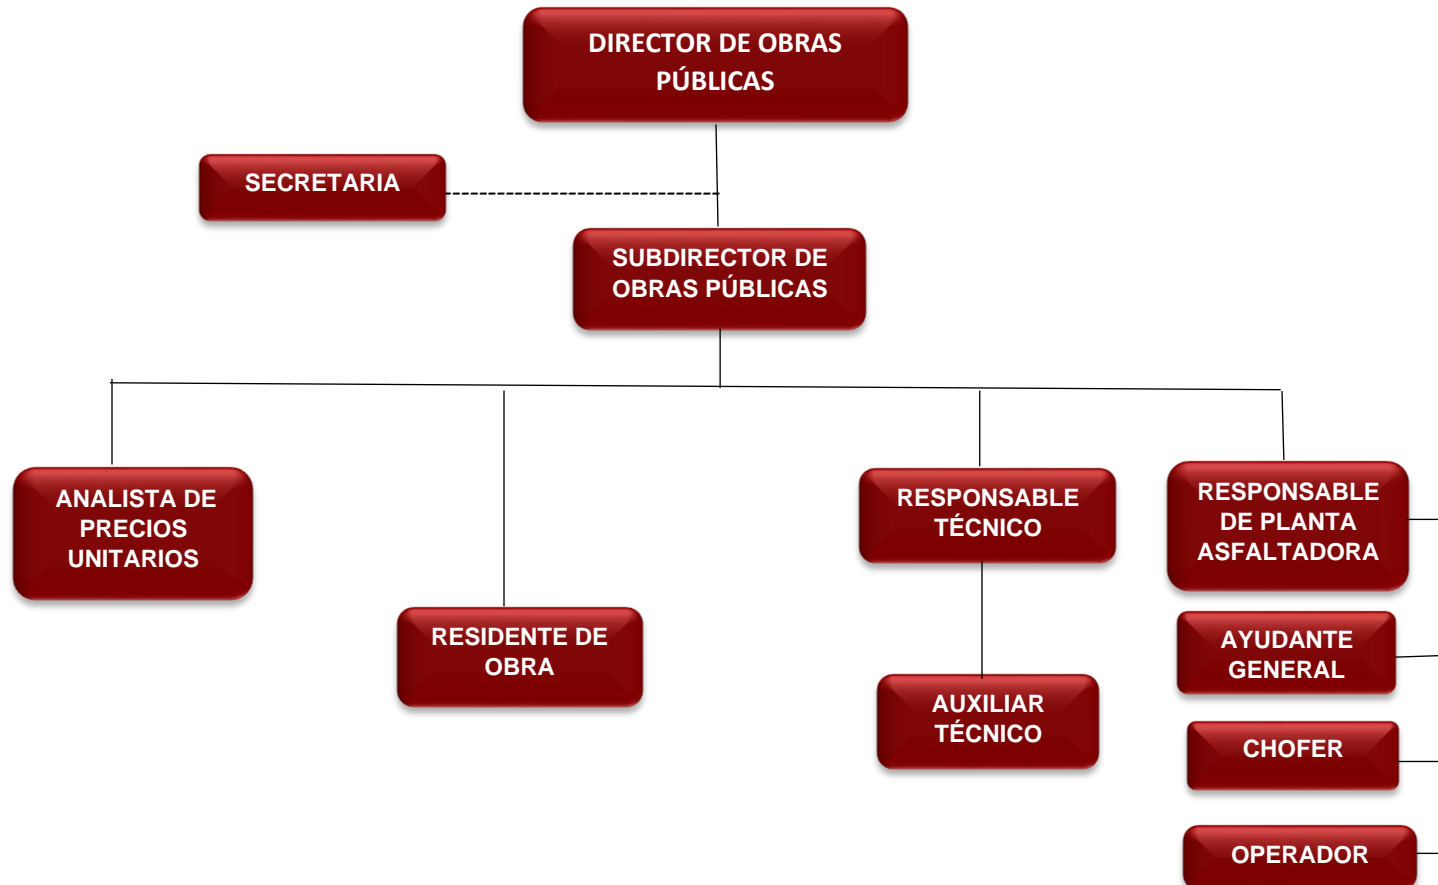 DIRECTOR DE OBRAS
PÚBLICAS
SECRETARIA
SUBDIRECTOR DE
OBRAS PÚBLICAS
ANALISTA DE
PRECIOS
UNITARIOS
RESIDENTE DE
OBRA
RESPONSABLE
TÉCNICO
AUXILIAR
TÉCNICO
RESPONSABLE
DE PLANTA
ASFALTADORA
AYUDANTE
GENERAL
CHOFER
OPERADOR